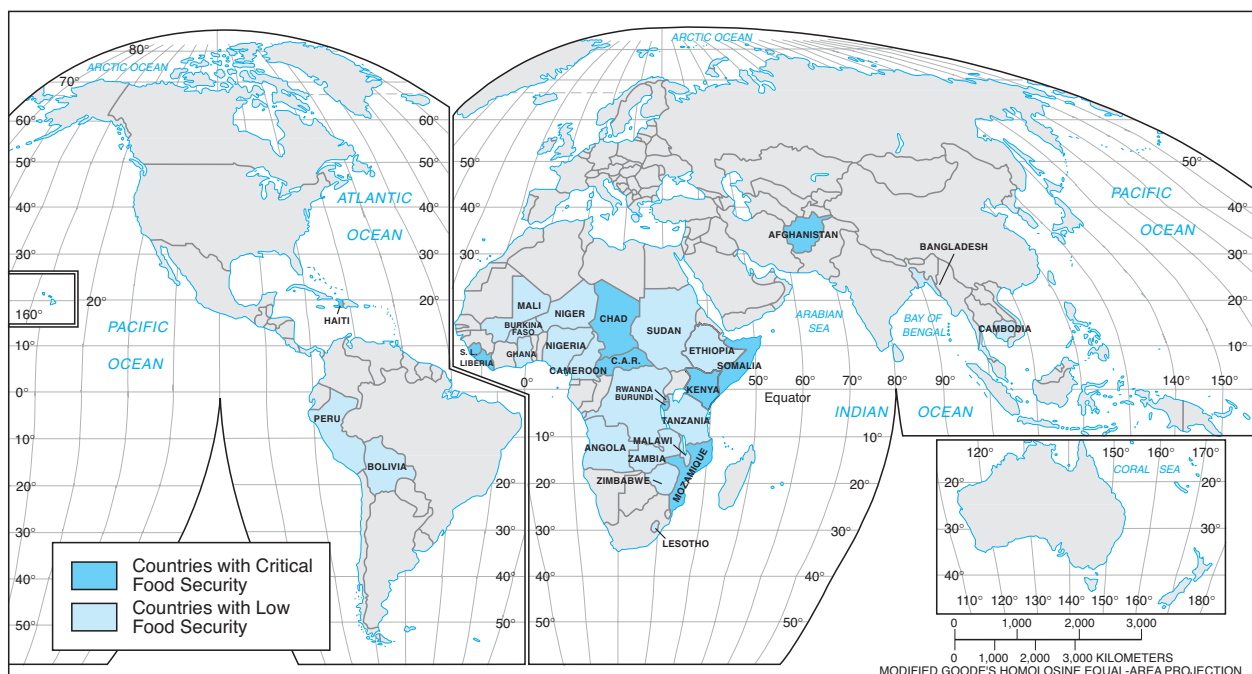 ARCTIC OCEAN
ARCTIC OCEAN
80°
70°
60°
50°
40°
30°
20°
160°
10°
0°
10°
20°
30°
40°
50°
60°
50°
40°
ATLANTIC
OCEAN
30°
PACIFIC
OCEAN
HAITI
PERU
BOLIVIA
20°
30°
40°
50°
60°
50°
40°
30°
20°
10°
0°
10°
20°
30°
40°
50°
MALI
NIGER
CHAD
SUDAN
BURKINA
FASO
NIGERIA
GHANA
S. L.
LIBERIA
CAMEROON
C.A.R.
ETHIOPIA
SOMALIA
KENYA
RWANDA
BURUNDI
TANZANIA
ANGOLA
MALAWI
ZAMBIA
ZIMBABWE
MOZAMBIQUE
LESOTHO
AFGHANISTAN
BANGLADESH
CAMBODIA
ARABIAN
SEA
BAY OF
BENGAL
PACIFIC
OCEAN
50°
40°
30°
20°
10°
50°
60°
70°
80°
90°
140°
150°
Equator
INDIAN
OCEAN
10°
20°
30°
40°
50°
120°
150°
160°
170°
CORAL SEA
20°
30°
40°
20°
30°
40°
110°
120°
130°
140°
150°
160°
180°
Countries with Critical
Food Security
Countries with Low
Food Security
0
1,000
2,000
3,000
0
1,000
2,000
3,000 KILOMETERS
MODIFIED GOODE'S HOMOLOSINE EQUAL-AREA PROJECTION